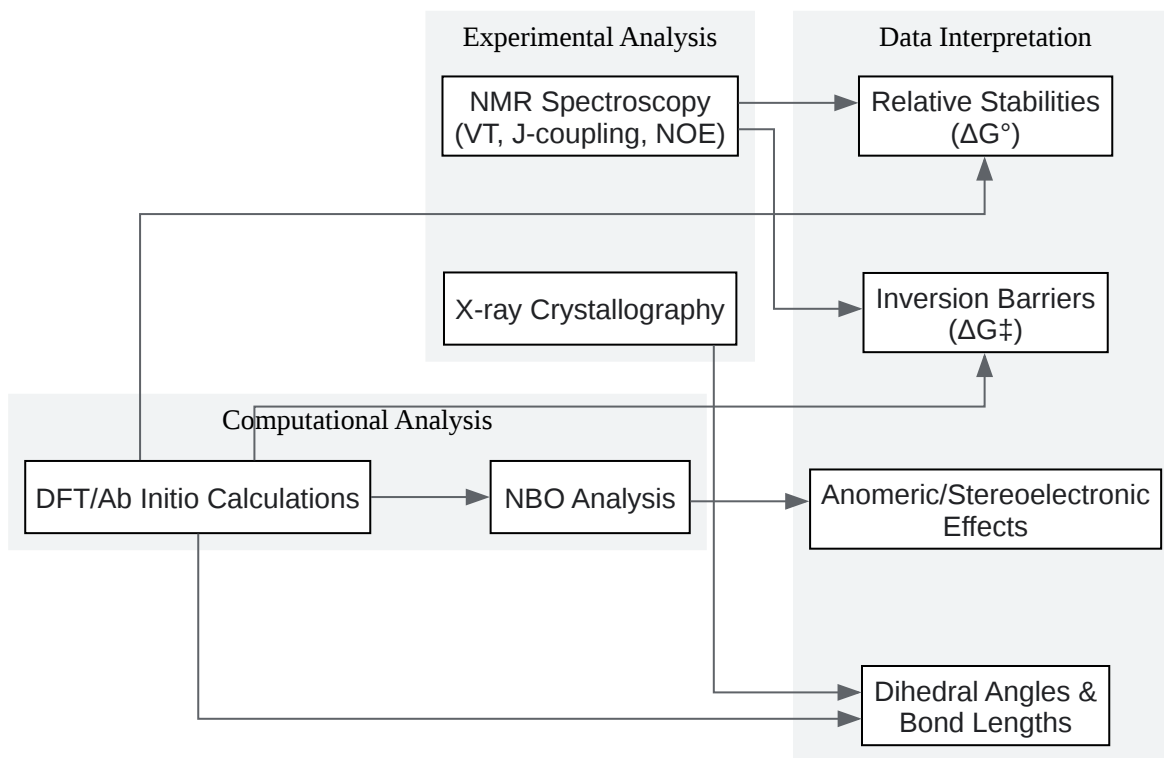 Experimental Analysis
NMR Spectroscopy
(VT, J-coupling, NOE)
X-ray Crystallography
Computational Analysis
DFT/Ab Initio Calculations
NBO Analysis
Data Interpretation
Relative Stabilities
(ΔG°)
Inversion Barriers
(ΔG‡)
Anomeric/Stereoelectronic
Effects
Dihedral Angles &
Bond Lengths